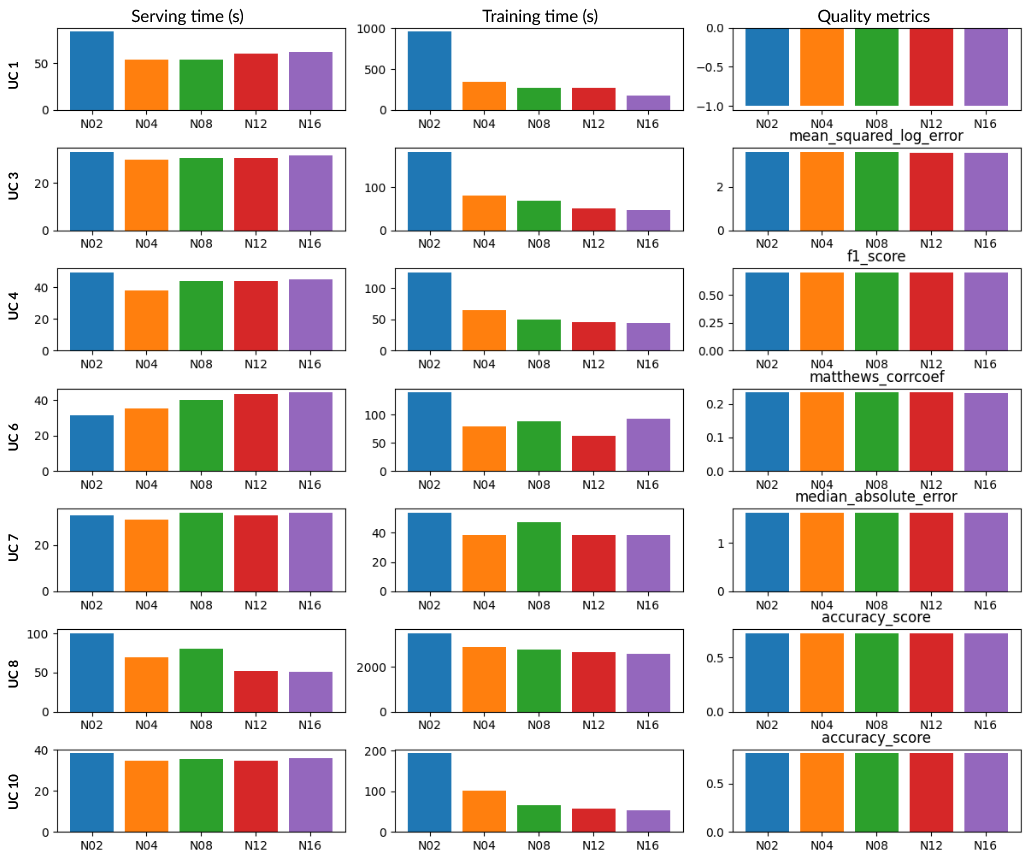 Serving time (s) Training time (s) Quality metrics
UC 1
50
0
N02 N04 N08 N12 N16
1000
500
0
N02 N04 N08 N12 N16
0.0
−0.5
−1.0
N02 N04 N08 N12 N16
mean_squared_log_error
UC 3
20
0
N02 N04 N08 N12 N16
100
0
N02 N04 N08 N12 N16
2
0
N02 N04 N08 N12 N16
f1_score
UC 4
40
20
0
N02 N04 N08 N12 N16
100
50
0
N02 N04 N08 N12 N16
0.50
0.25
0.00
N02 N04 N08 N12 N16
matthews_corrcoef
UC 6
40
20
0
N02 N04 N08 N12 N16
100
50
0
N02 N04 N08 N12 N16
0.2
0.1
0.0
N02 N04 N08 N12 N16
median_absolute_error
UC 7
20
0
N02 N04 N08 N12 N16
40
20
0
N02 N04 N08 N12 N16
1
0
N02 N04 N08 N12 N16
accuracy_score
UC 8
100
50
0
N02 N04 N08 N12 N16
2000
0
N02 N04 N08 N12 N16
0.5
0.0
N02 N04 N08 N12 N16
accuracy_score
UC 10
40
20
0
N02 N04 N08 N12 N16
200
100
0
N02 N04 N08 N12 N16
0.5
0.0
N02 N04 N08 N12 N16